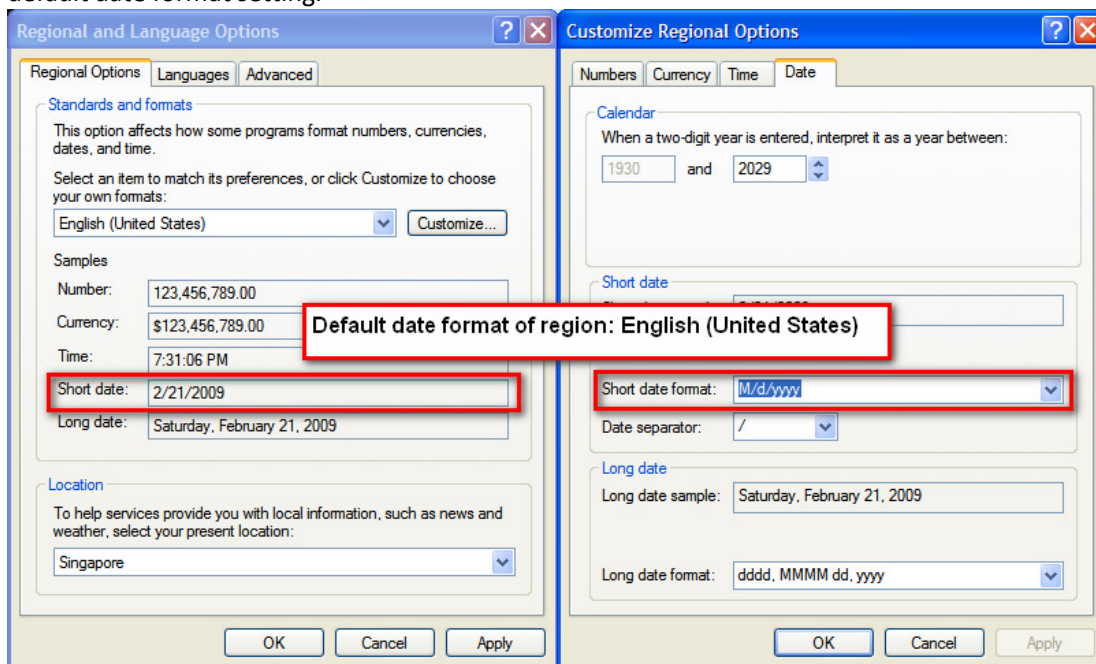 default date format setting.
Regional and Language Options
Regional Options Languages Advanced
Standards and formats
This option affects how some programs format numbers, currencies,
dates, and time.
Select an item to match its preferences, or click Customize to choose
your own formats:
English (United States) Customize...
Samples
Number: 123,456,789.00
Currency: $123,456,789.00
Time: 7:31:06 PM
Short date: 2/21/2009
Long date: Saturday, February 21, 2009
Location
To help services provide you with local information, such as news and
weather, select your present location:
Singapore
OK Cancel Apply
Customize Regional Options
Numbers Currency Time Date
Calendar
When a two-digit year is entered, interpret it as a year between:
1930 and 2029
Short date
Default date format of region: English (United States)
Short date format: M/d/yyyy
Date separator: /
Long date
Long date sample: Saturday, February 21, 2009
Long date format: dddd, MMMM dd, yyyy
OK Cancel Apply